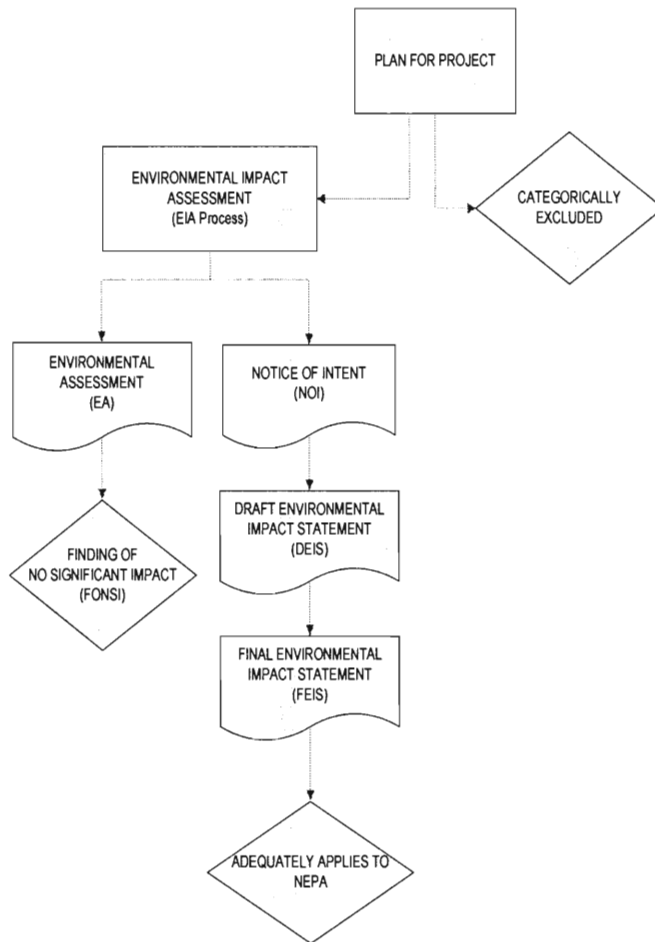 PLAN FOR PROJECT
ENVIRONMENTAL IMPACT
ASSESSMENT
(EIA Process)
CATEGORICALLY
EXCLUDED
ENVIRONMENTAL
ASSESSMENT
(EA)
NOTICE OF INTENT
(NOI)
DRAFT ENVIRONMENTAL
IMPACT STATEMENT
(DEIS)
FINDING OF
NO SIGNIFICANT IMPACT
(FONSI)
FINAL ENVIRONMENTAL
IMPACT STATEMENT
(FEIS)
ADEQUATELY APPLIES TO
NEPA